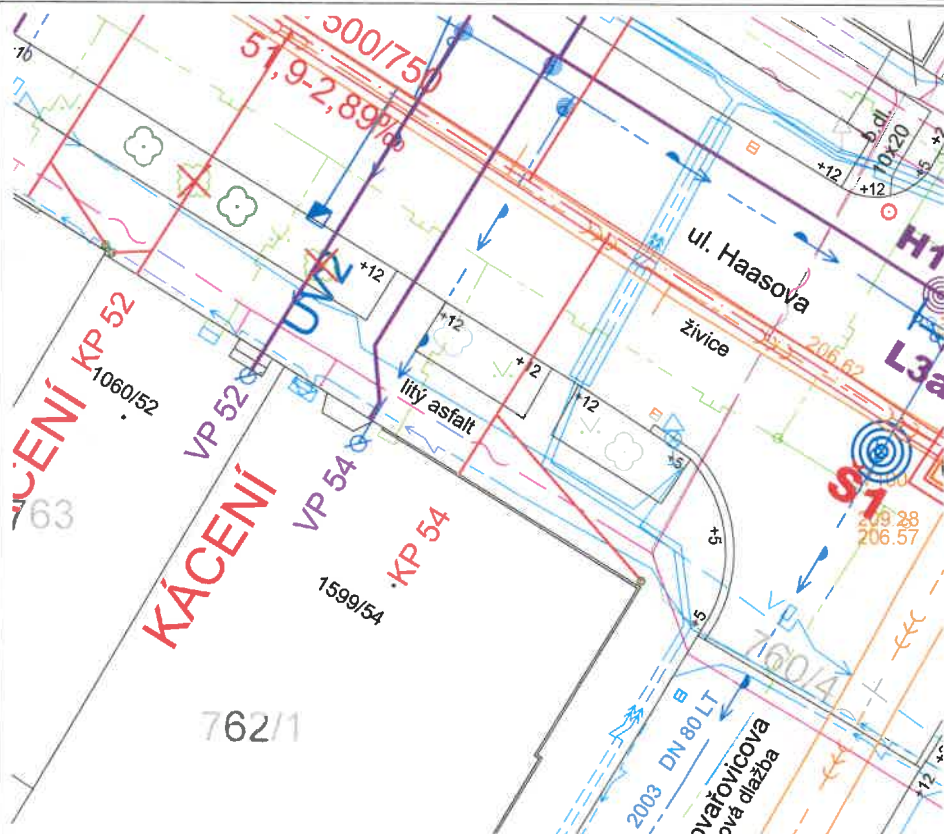 500/750
51,9-2,89‰
b.dl.
10x20
+12
+12
+5
ul. Haasova
živice
H1
L3a
206.62
S1
209.28
206.57
UV2
+12
+12
+12
+12
+5
+5
+5
litý asfalt
KP 52
1060/52
VP 52
VP 54
KP 54
1599/54
KÁCENÍ
763
762/1
760/4
2003 DN 80 LT
+12